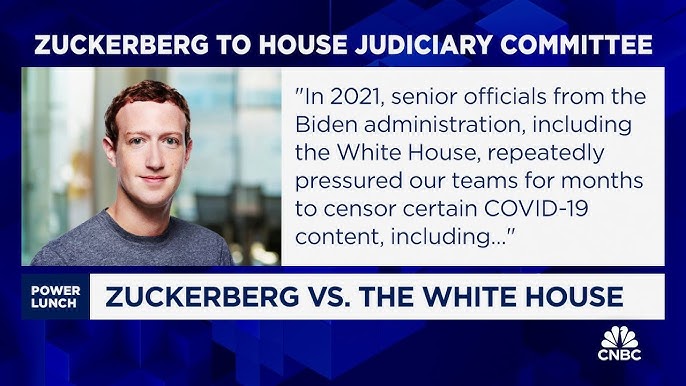 ZUCKERBERG TO HOUSE JUDICIARY COMMITTEE
"In 2021, senior officials from the
Biden administration, including
the White House, repeatedly
pressured our teams for months
to censor certain COVID-19
content, including..."
POWER
LUNCH
ZUCKERBERG VS. THE WHITE HOUSE
CNBC